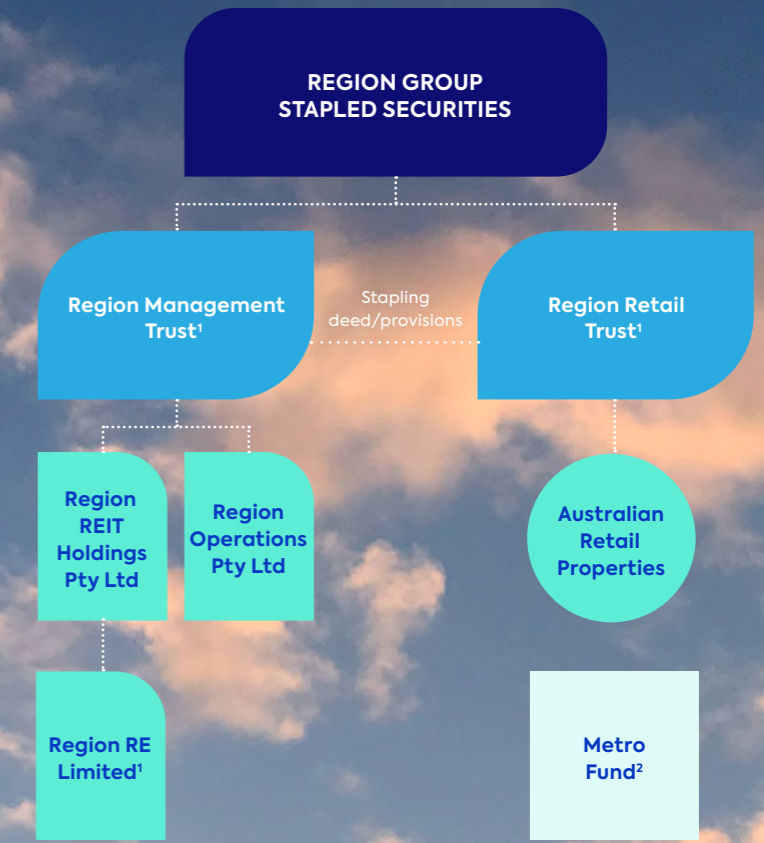 REGION GROUP
STAPLED SECURITIES
Region Management
Trust¹
Stapling
deed/provisions
Region Retail
Trust¹
Region
REIT
Holdings
Pty Ltd
Region
Operations
Pty Ltd
Australian
Retail
Properties
Region RE
Limited¹
Metro
Fund²